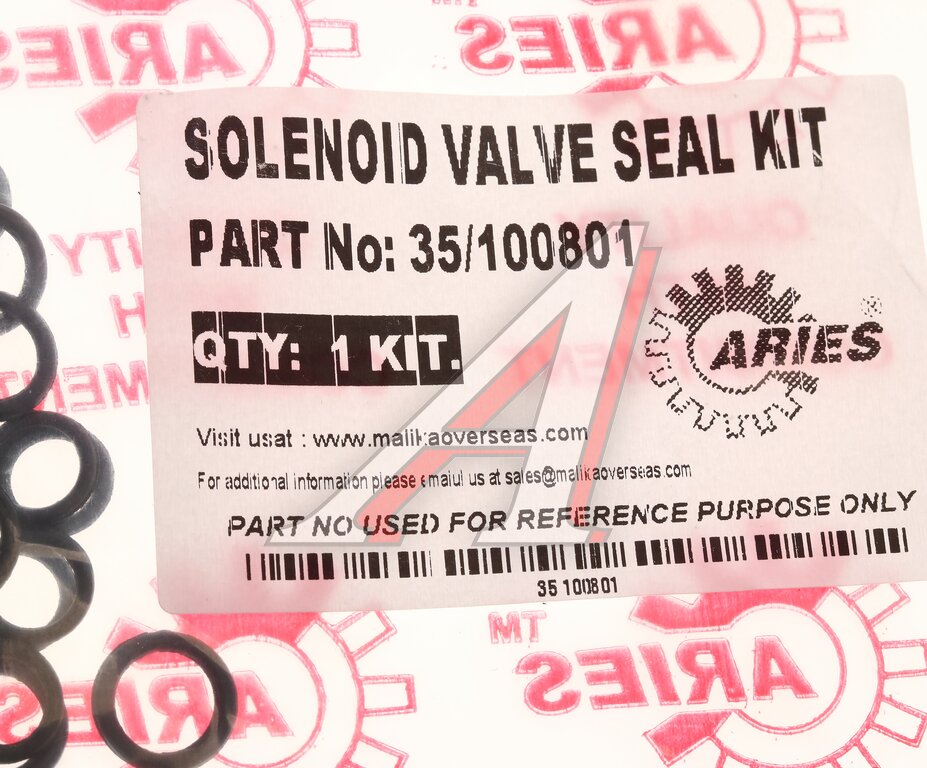 ARIES
ARIES
SOLENOID VALVE SEAL KIT
PART No: 35/100801
QTY: 1 KIT.
ARIES
®
Visit usat : www.malikaoverseas.com
For additional information please emaiul us at sales@malikaoverseas.com
PART NO USED FOR REFERENCE PURPOSE ONLY
35 100801
TM
ARIES
ARIES